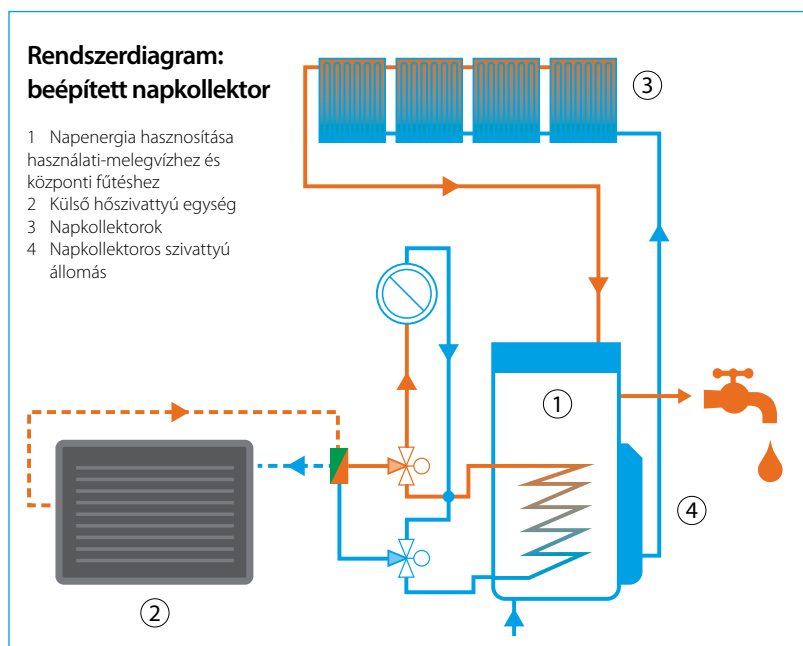 Rendszerdiagram:
beépített napkollektor
1 Napenergia hasznosítása
használati-melegvízhez és
központi fűtéshez
2 Külső hőszivattyú egység
3 Napkollektorok
4 Napkollektoros szivattyú
állomás
3
1
4
2